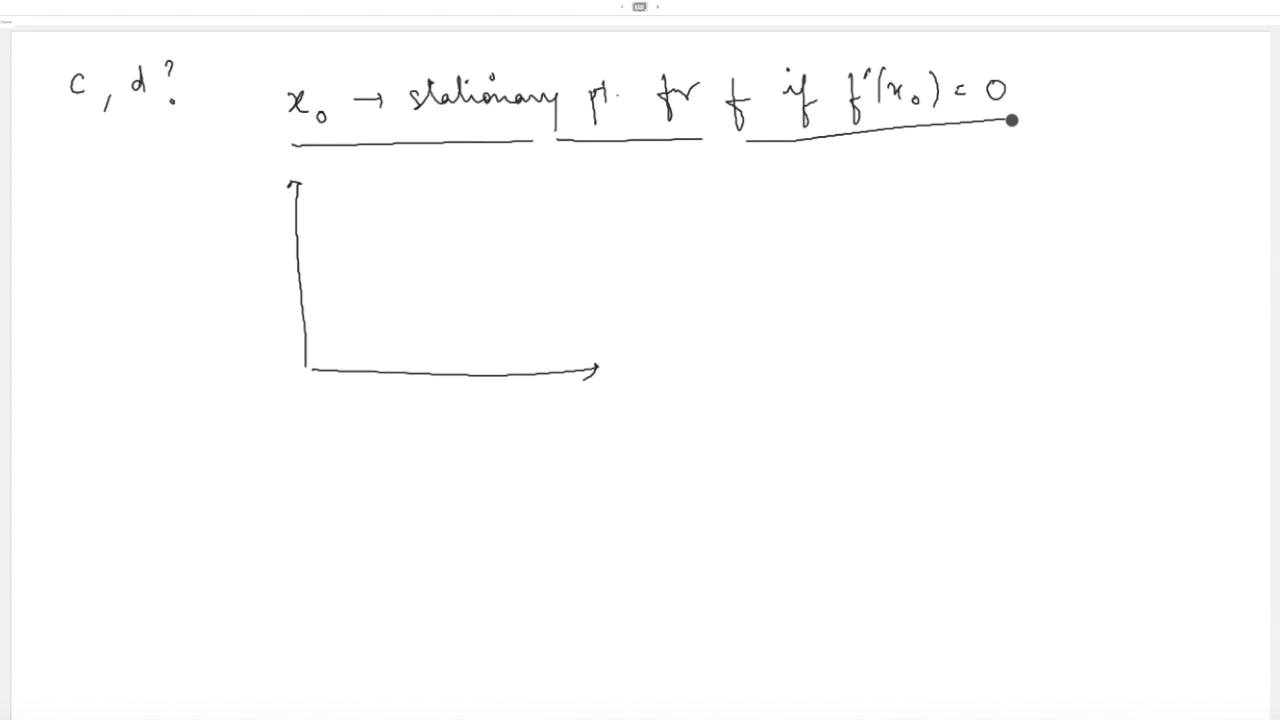 c, d?
x₀ → stationary pt. for f if f'(x₀) = 0